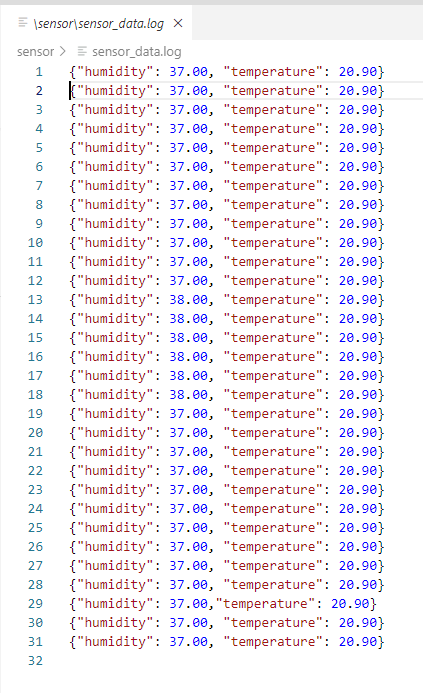 \sensor\sensor_data.log ×
sensor > sensor_data.log
1 {"humidity": 37.00, "temperature": 20.90}
2 {"humidity": 37.00, "temperature": 20.90}
3 {"humidity": 37.00, "temperature": 20.90}
4 {"humidity": 37.00, "temperature": 20.90}
5 {"humidity": 37.00, "temperature": 20.90}
6 {"humidity": 37.00, "temperature": 20.90}
7 {"humidity": 37.00, "temperature": 20.90}
8 {"humidity": 37.00, "temperature": 20.90}
9 {"humidity": 37.00, "temperature": 20.90}
10 {"humidity": 37.00, "temperature": 20.90}
11 {"humidity": 37.00, "temperature": 20.90}
12 {"humidity": 37.00, "temperature": 20.90}
13 {"humidity": 38.00, "temperature": 20.90}
14 {"humidity": 38.00, "temperature": 20.90}
15 {"humidity": 38.00, "temperature": 20.90}
16 {"humidity": 38.00, "temperature": 20.90}
17 {"humidity": 38.00, "temperature": 20.90}
18 {"humidity": 38.00, "temperature": 20.90}
19 {"humidity": 37.00, "temperature": 20.90}
20 {"humidity": 37.00, "temperature": 20.90}
21 {"humidity": 37.00, "temperature": 20.90}
22 {"humidity": 37.00, "temperature": 20.90}
23 {"humidity": 37.00, "temperature": 20.90}
24 {"humidity": 37.00, "temperature": 20.90}
25 {"humidity": 37.00, "temperature": 20.90}
26 {"humidity": 37.00, "temperature": 20.90}
27 {"humidity": 37.00, "temperature": 20.90}
28 {"humidity": 37.00, "temperature": 20.90}
29 {"humidity": 37.00,"temperature": 20.90}
30 {"humidity": 37.00, "temperature": 20.90}
31 {"humidity": 37.00, "temperature": 20.90}
32